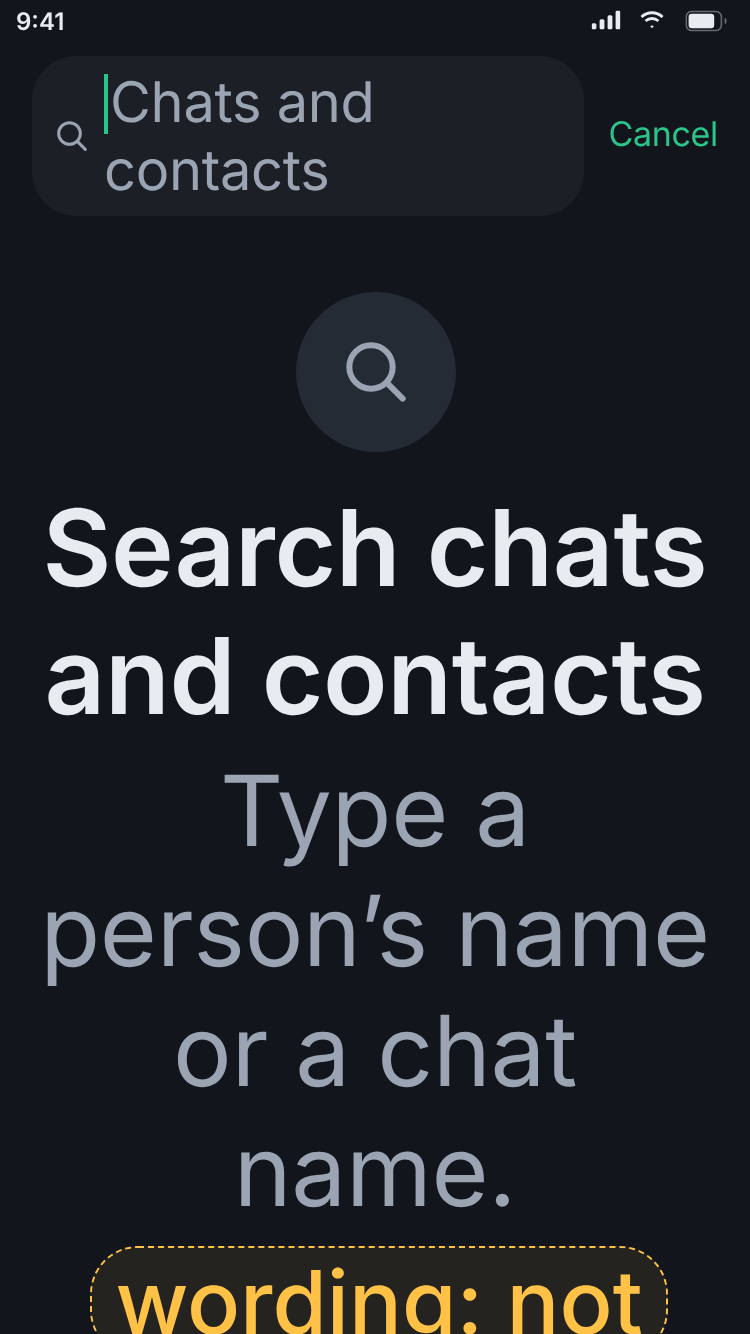 9:41
Chats and
contacts
Cancel
Search chats
and contacts
Type a
person’s name
or a chat
name.
wording: not